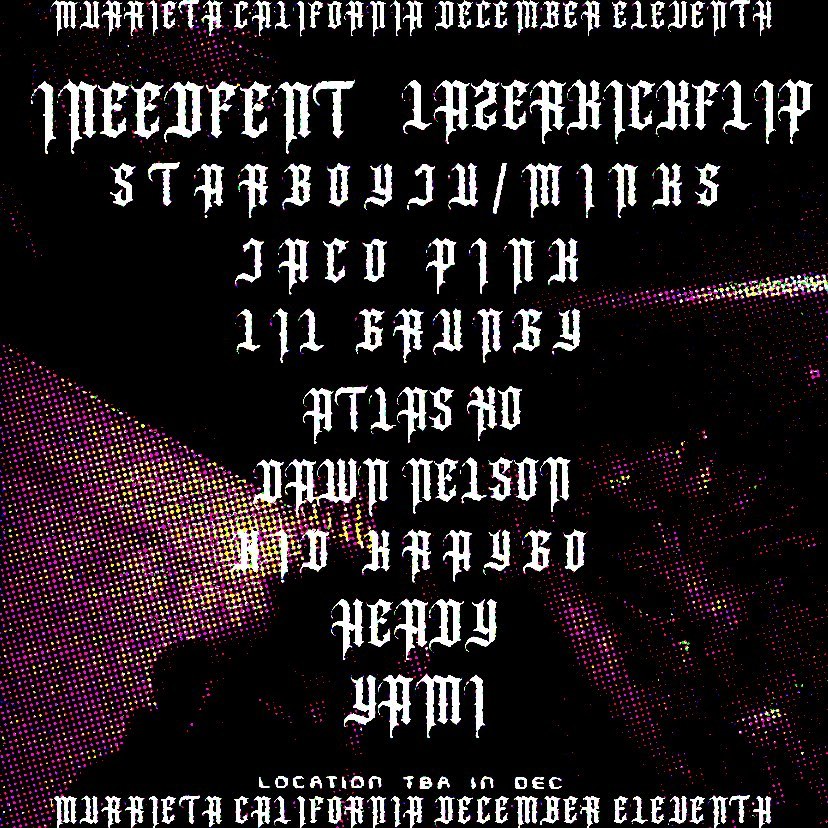 MURRIETA CALIFORNIA DECEMBER ELEVENTH
INEEDFENT LAZERKICKFLIP
STARBOYJU/MINKS
JACO PINK
LIL GRUNGY
ATLAS XO
DAWN NELSON
KID KRAYGO
HEADY
YAMI
LOCATION TBA IN DEC
MURRIETA CALIFORNIA DECEMBER ELEVENTH